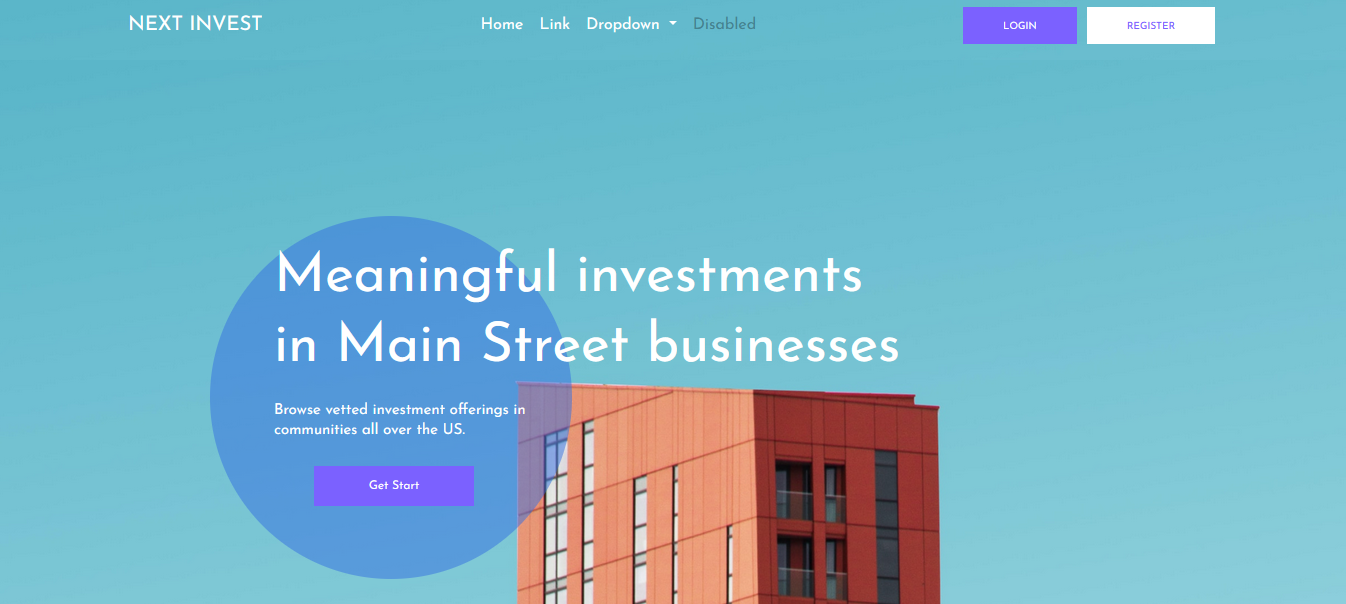 NEXT INVEST
Home Link Dropdown Disabled
LOGIN
REGISTER
Meaningful investments
in Main Street businesses
Browse vetted investment offerings in
communities all over the US.
Get Start